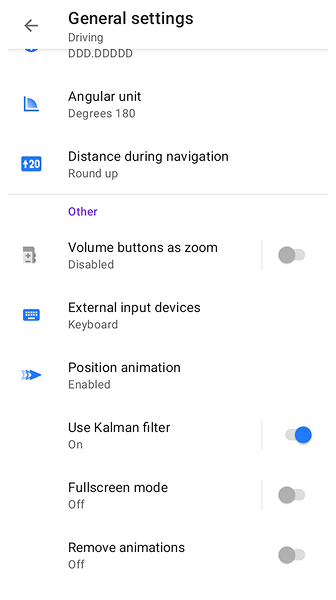 General settings
Driving
DDD.DDDDD
Angular unit
Degrees 180
20
Distance during navigation
Round up
Other
Volume buttons as zoom
Disabled
External input devices
Keyboard
Position animation
Enabled
Use Kalman filter
On
Fullscreen mode
Off
Remove animations
Off